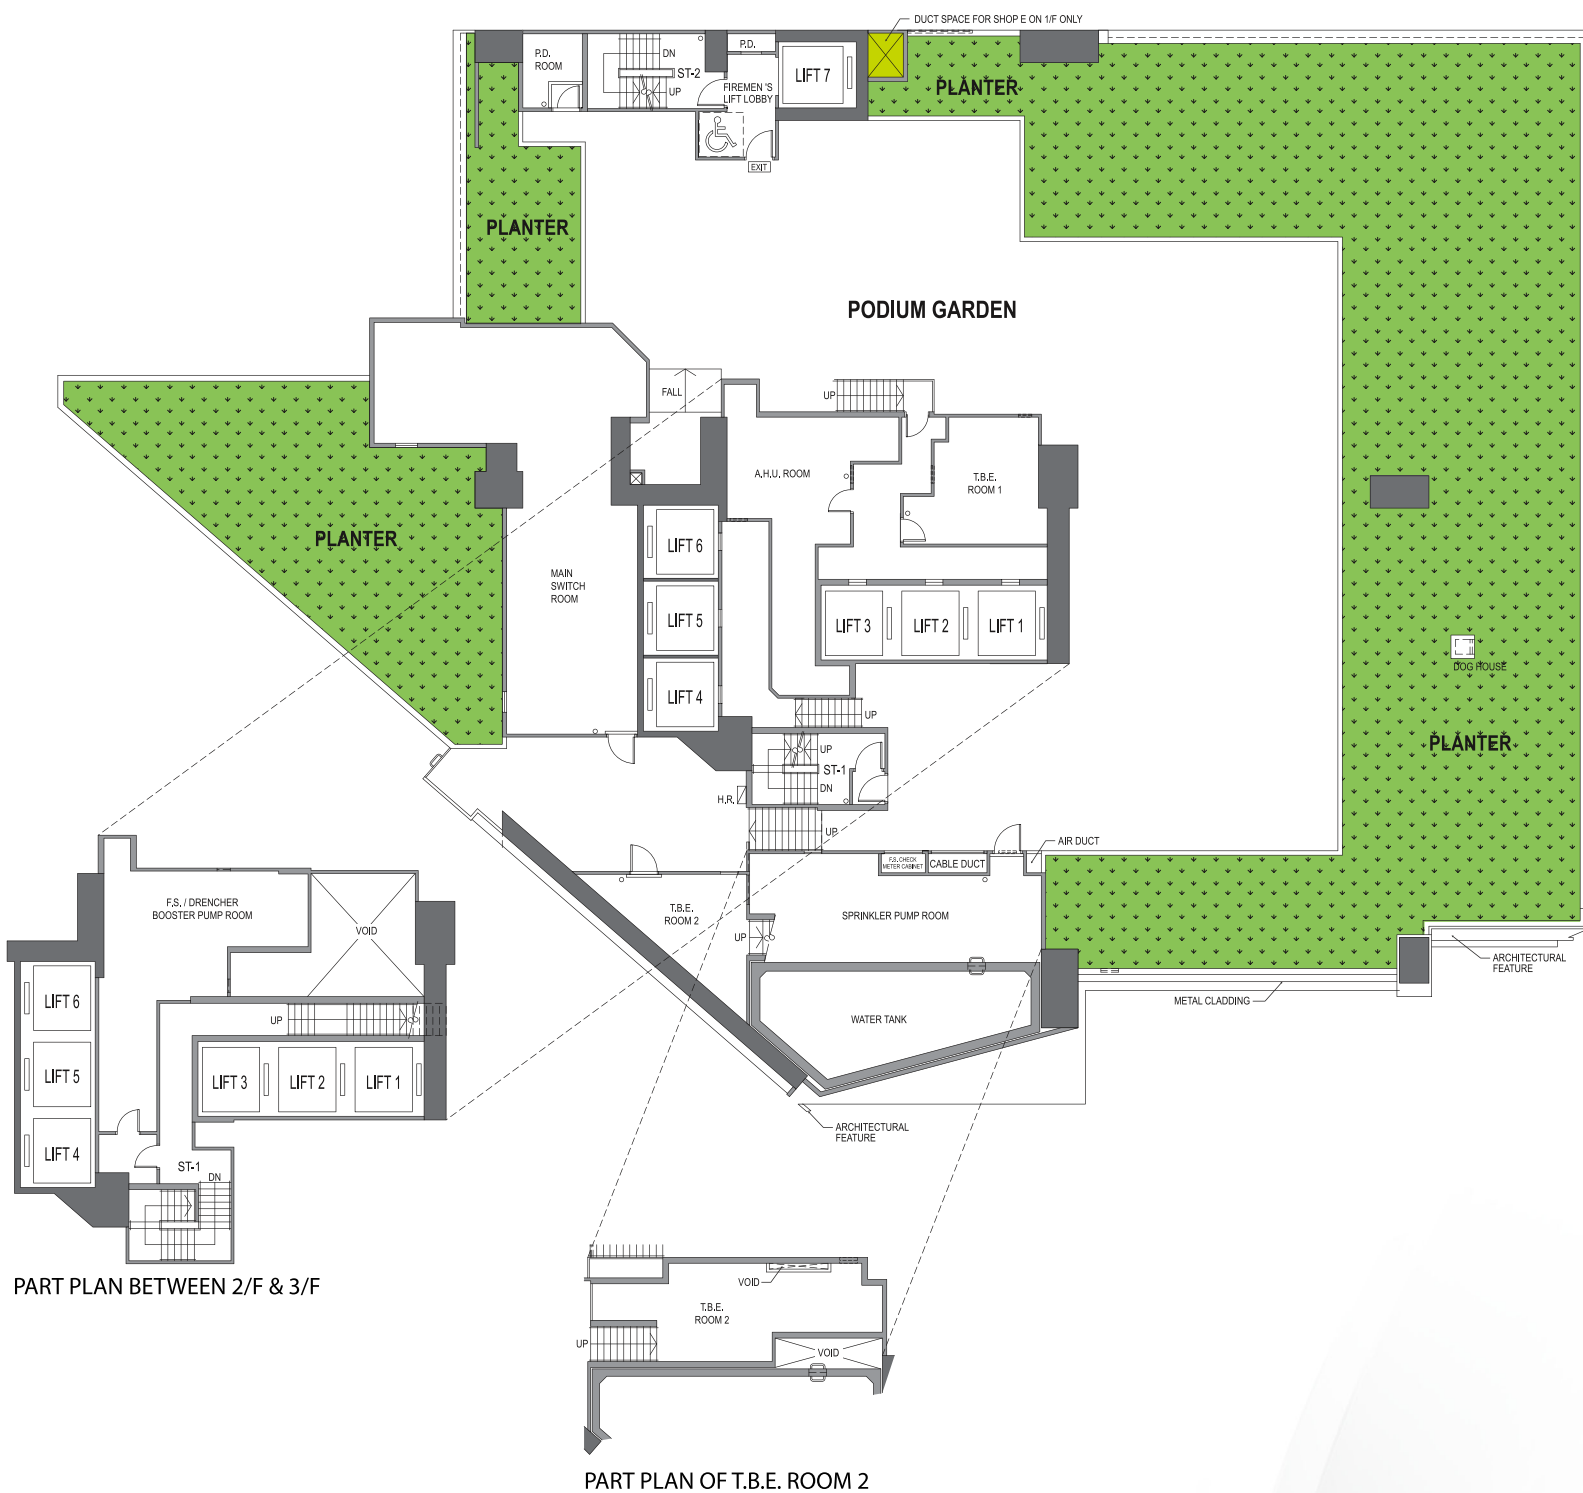 DUCT SPACE FOR SHOP E ON 1/F ONLY
P.D.
ROOM
DN
ST-2
UP
P.D.
FIREMEN 'S
LIFT LOBBY
LIFT 7
EXIT
PLANTER
PLANTER
PODIUM GARDEN
FALL
UP
A.H.U. ROOM
T.B.E.
ROOM 1
PLANTER
MAIN
SWITCH
ROOM
LIFT 6
LIFT 5
LIFT 4
LIFT 3
LIFT 2
LIFT 1
DOG HOUSE
PLANTER
UP
UP
ST-1
DN
H.R.
UP
AIR DUCT
F.S. CHECK
METER CABINET
CABLE DUCT
T.B.E.
ROOM 2
SPRINKLER PUMP ROOM
UP
WATER TANK
ARCHITECTURAL
FEATURE
METAL CLADDING
ARCHITECTURAL
FEATURE
F.S. / DRENCHER
BOOSTER PUMP ROOM
VOID
LIFT 6
LIFT 5
LIFT 4
UP
LIFT 3
LIFT 2
LIFT 1
ST-1
DN
PART PLAN BETWEEN 2/F & 3/F
VOID
T.B.E.
ROOM 2
UP
VOID
PART PLAN OF T.B.E. ROOM 2